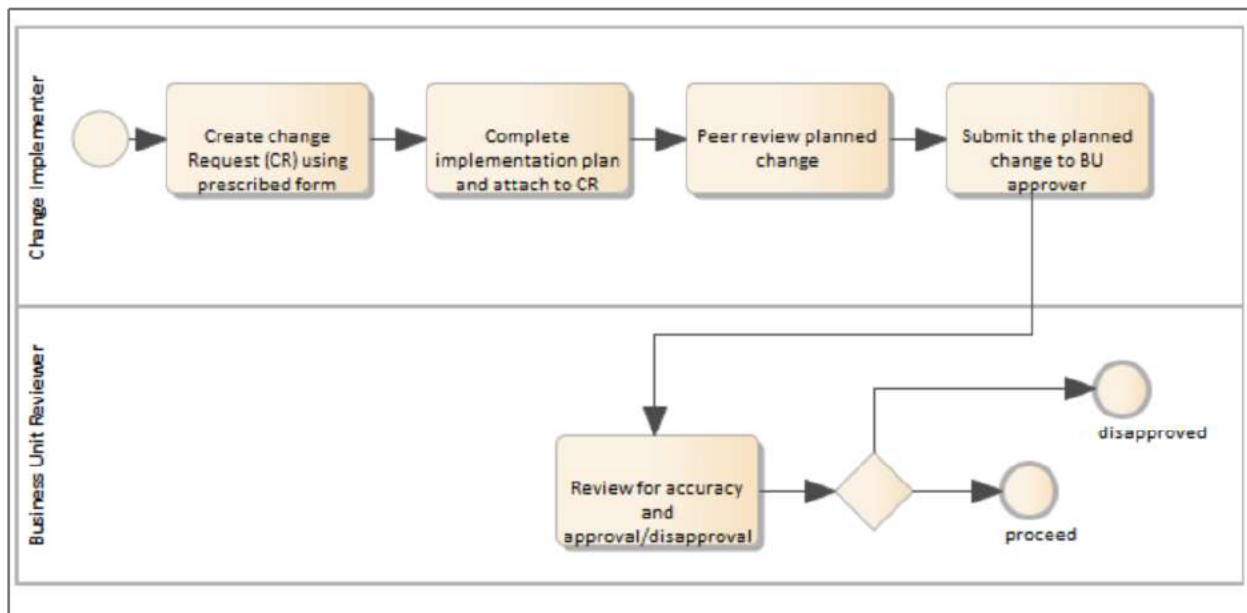 Change Implementer
Create change
Request (CR) using
prescribed form
Complete
implementation plan
and attach to CR
Peer review planned
change
Submit the planned
change to BU
approver
Business Unit Reviewer
Review for accuracy
and
approval/disapproval
disapproved
proceed